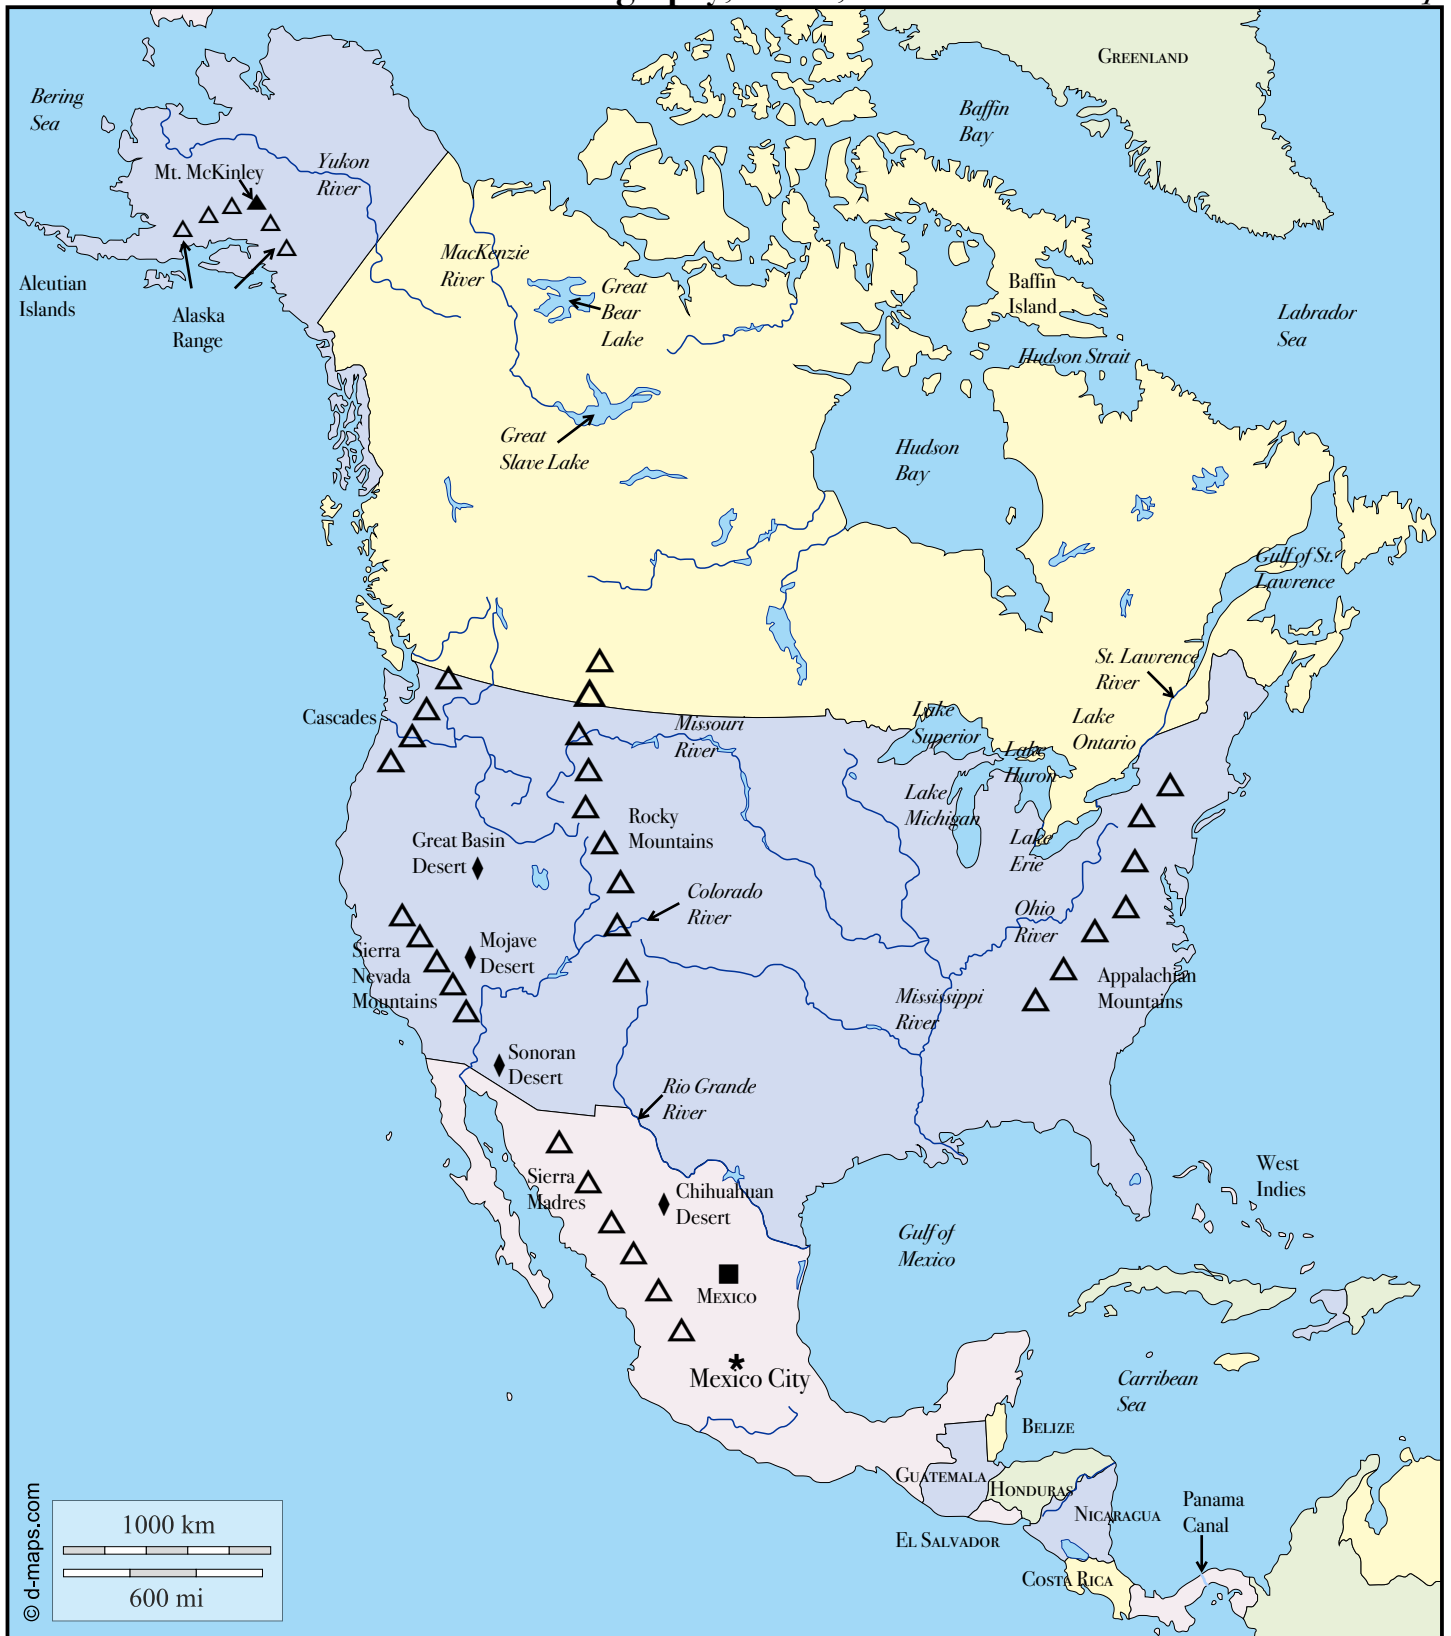 Greenland
Bering
Sea
Baffin
Bay
Yukon
River
Mt. McKinley
MacKenzie
River
Aleutian
Islands
Alaska
Range
Great
Bear
Lake
Baffin
Island
Labrador
Sea
Hudson Strait
Great
Slave Lake
Hudson
Bay
Gulf of St.
Lawrence
St. Lawrence
River
Cascades
Missouri
River
Lake
Superior
Lake
Huron
Lake
Ontario
Lake
Michigan
Lake
Erie
Rocky
Mountains
Great Basin
Desert
Colorado
River
Ohio
River
Sierra
Nevada
Mountains
Mojave
Desert
Mississippi
River
Appalachian
Mountains
Sonoran
Desert
Rio Grande
River
Sierra
Madres
Chihuahuan
Desert
West
Indies
Gulf of
Mexico
Mexico
Mexico City
Carribean
Sea
Belize
Guatemala
Honduras
Nicaragua
El Salvador
Costa Rica
Panama
Canal
1000 km
600 mi
© d-maps.com